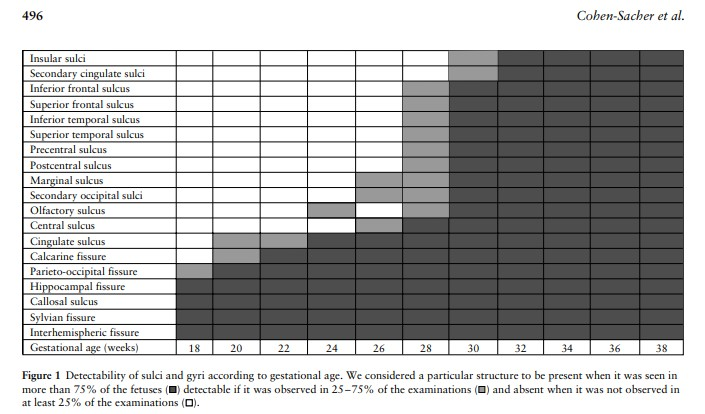 496 Cohen-Sacher et al.
Insular sulci
Secondary cingulate sulci
Inferior frontal sulcus
Superior frontal sulcus
Inferior temporal sulcus
Superior temporal sulcus
Precentral sulcus
Postcentral sulcus
Marginal sulcus
Secondary occipital sulci
Olfactory sulcus
Central sulcus
Cingulate sulcus
Calcarine fissure
Parieto-occipital fissure
Hippocampal fissure
Callosal sulcus
Sylvian fissure
Interhemispheric fissure
Gestational age (weeks) 18 20 22 24 26 28 30 32 34 36 38
Figure 1 Detectability of sulci and gyri according to gestational age. We considered a particular structure to be present when it was seen in
more than 75% of the fetuses (■) detectable if it was observed in 25–75% of the examinations (■) and absent when it was not observed in
at least 25% of the examinations (□).